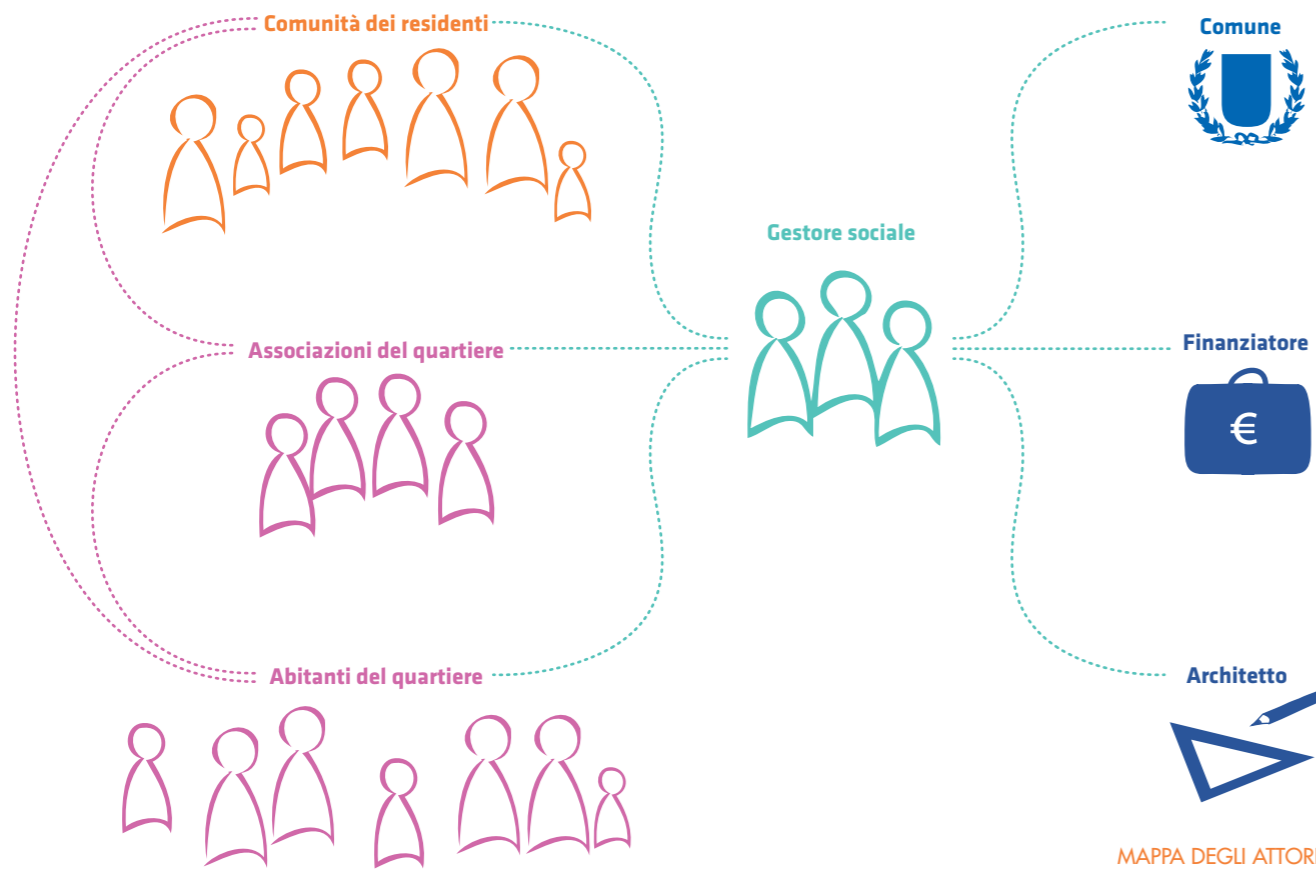 Comunità dei residenti
Comune
Gestore sociale
Associazioni del quartiere
Finanziatore
€
Abitanti del quartiere
Architetto
MAPPA DEGLI ATTORI